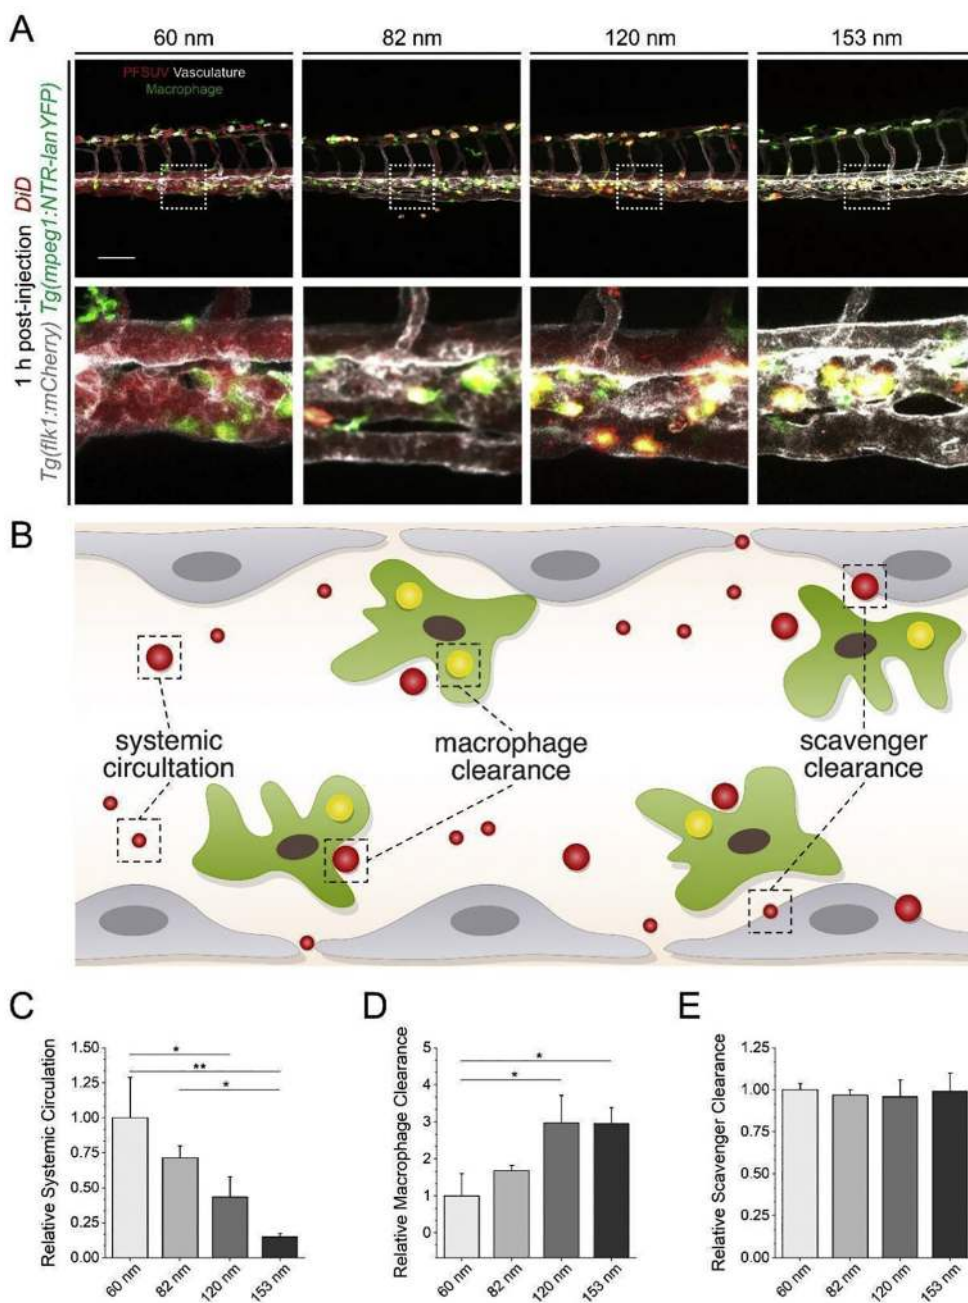 A
60 nm
82 nm
120 nm
153 nm
1 h post-injection DiD
Tg(flk1:mCherry) Tg(mpeg1:NTR-lanYFP)
PFSUV Vasculature
Macrophage
B
systemic
circultation
macrophage
clearance
scavenger
clearance
C
Relative Systemic Circulation
1.50
1.25
1.00
0.75
0.50
0.25
0.00
*
**
*
60 nm
82 nm
120 nm
153 nm
D
Relative Macrophage Clearance
5
4
3
2
1
0
*
*
60 nm
82 nm
120 nm
153 nm
E
Relative Scavenger Clearance
1.25
1.00
0.75
0.50
0.25
0.00
60 nm
82 nm
120 nm
153 nm